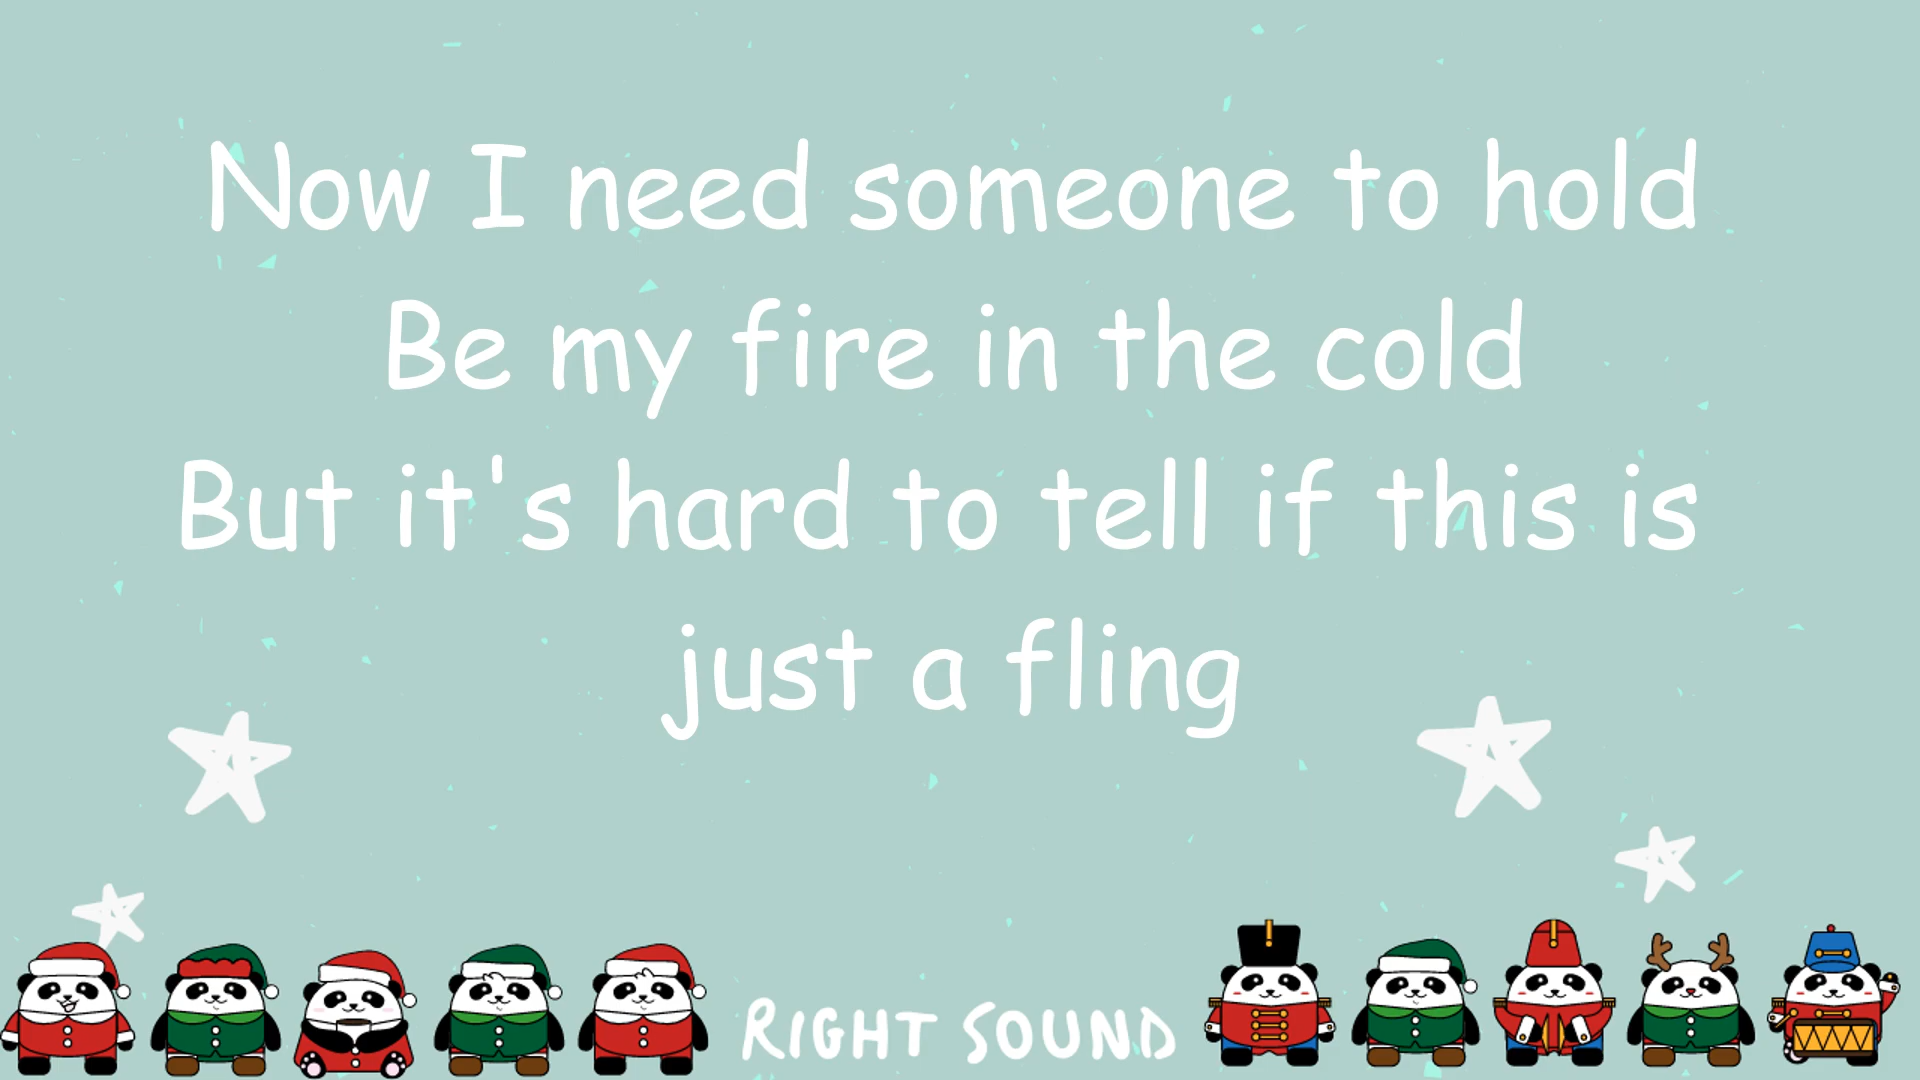 Now I need someone to hold
Be my fire in the cold
But it's hard to tell if this is
just a fling
RIGHT SOUND